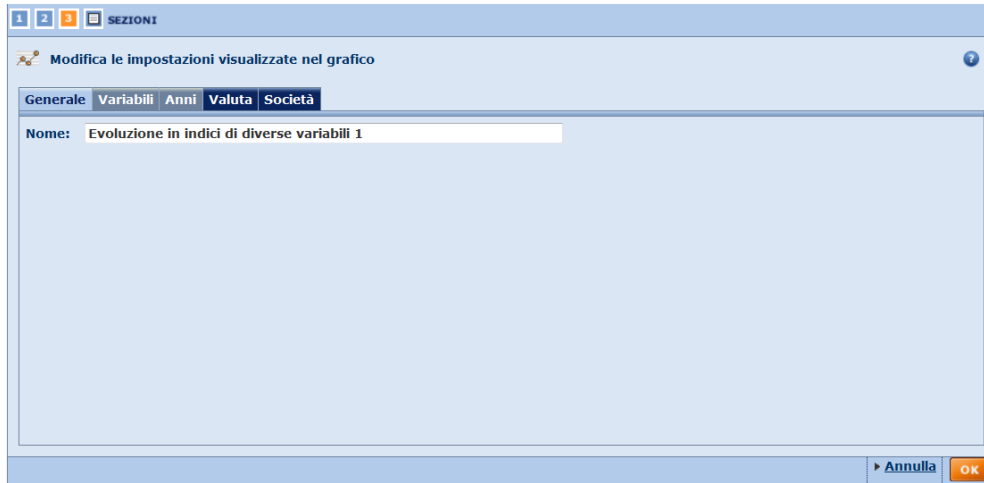 1 2 3 SEZIONI
Modifica le impostazioni visualizzate nel grafico ?
Generale Variabili Anni Valuta Società
Nome: Evoluzione in indici di diverse variabili 1
Annulla OK